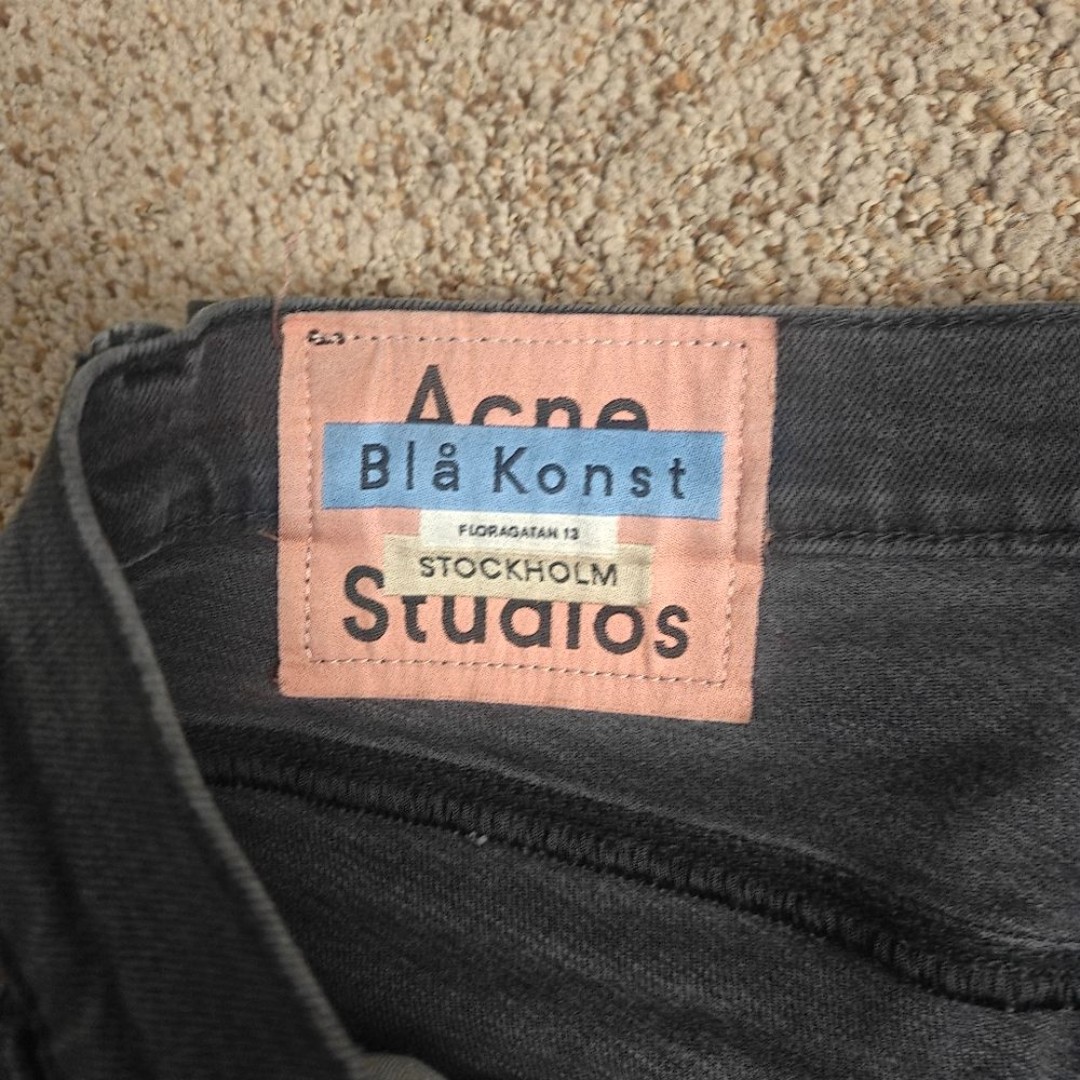 Acne
Blå Konst
FLORAGATAN 13
STOCKHOLM
Studios